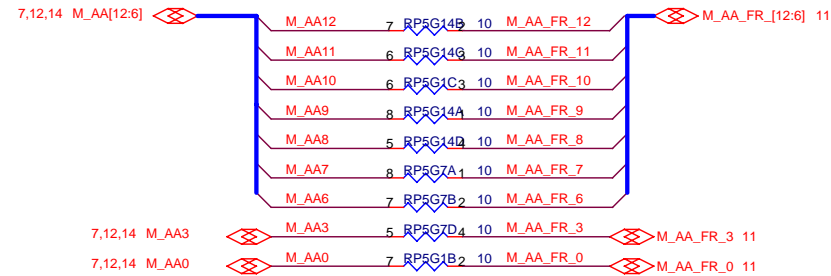 7,12,14 M_AA[12:6] M_AA_FR_[12:6] 11
M_AA12 7 RP5G14B 2 10 M_AA_FR_12
M_AA11 6 RP5G14C 3 10 M_AA_FR_11
M_AA10 6 RP5G1C 3 10 M_AA_FR_10
M_AA9 8 RP5G14A 1 10 M_AA_FR_9
M_AA8 5 RP5G14D 4 10 M_AA_FR_8
M_AA7 8 RP5G7A 1 10 M_AA_FR_7
M_AA6 7 RP5G7B 2 10 M_AA_FR_6
7,12,14 M_AA3 M_AA3 5 RP5G7D 4 10 M_AA_FR_3 M_AA_FR_3 11
7,12,14 M_AA0 M_AA0 7 RP5G1B 2 10 M_AA_FR_0 M_AA_FR_0 11